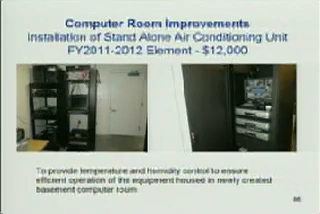 Computer Room Improvements
Installation of Stand Alone Air Conditioning Unit
FY2011-2012 Element - $12,000
To provide temperature and humidity control to ensure
efficient operation of the equipment housed in newly created
basement computer room